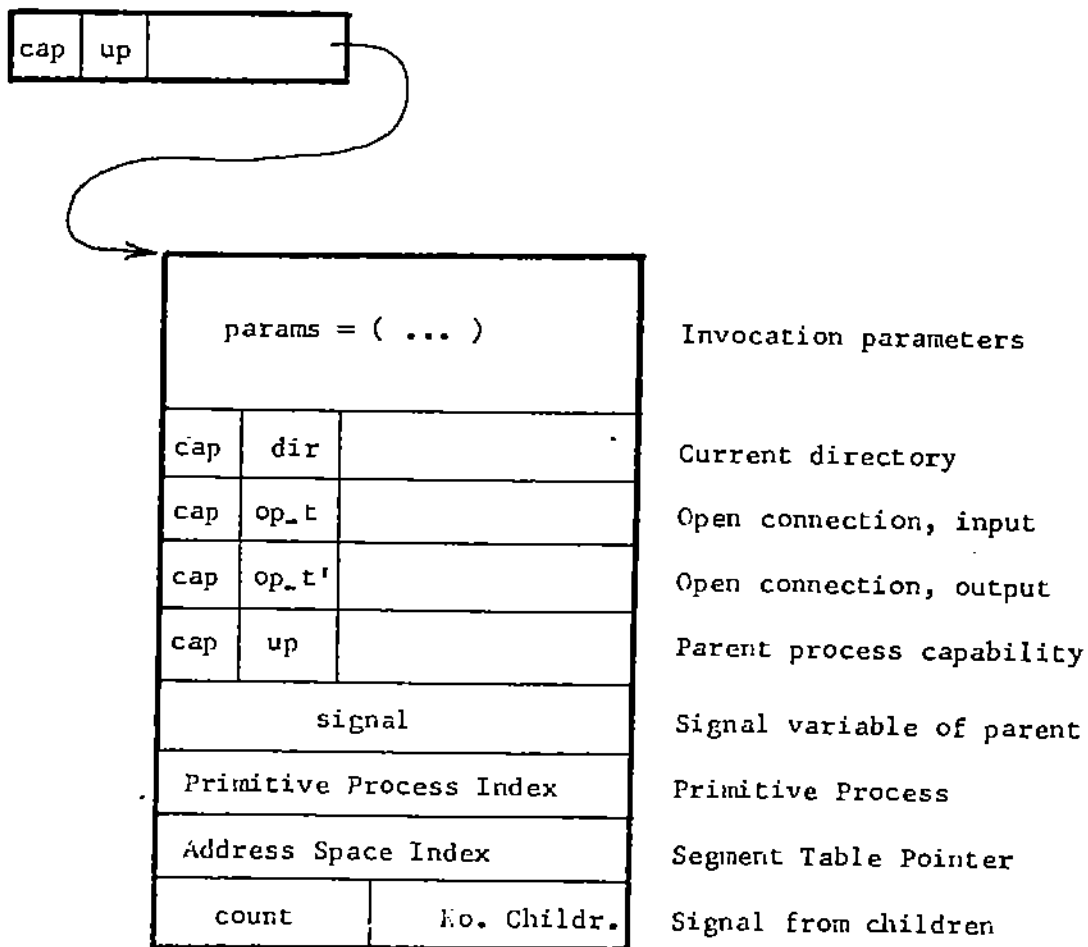 cap up
params = ( ... ) Invocation parameters
cap dir Current directory
cap op_t Open connection, input
cap op_t' Open connection, output
cap up Parent process capability
signal Signal variable of parent
Primitive Process Index Primitive Process
Address Space Index Segment Table Pointer
count No. Childr. Signal from children